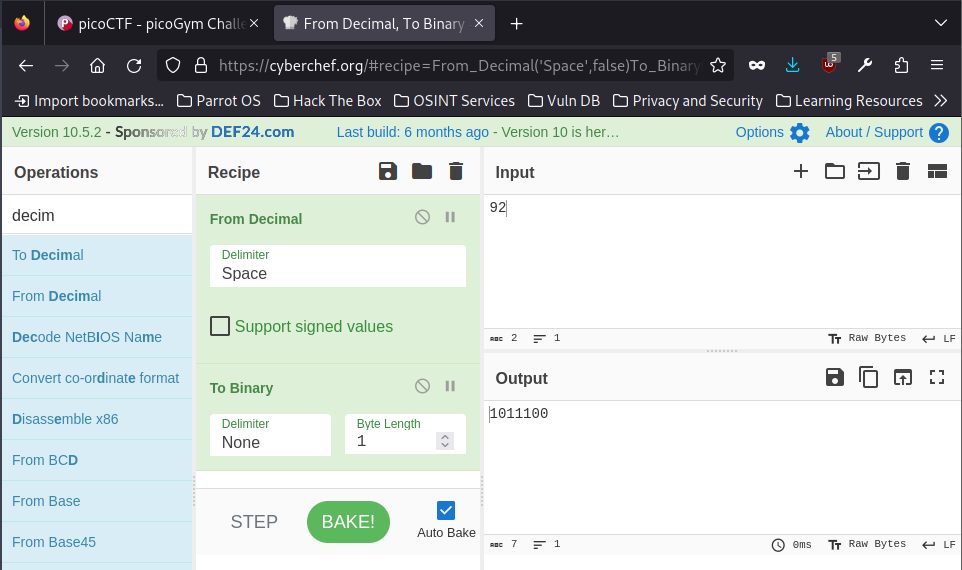 picoCTF - picoGym Challe
From Decimal, To Binary
https://cyberchef.org/#recipe=From_Decimal('Space',false)To_Binary
5
Import bookmarks...
Parrot OS
Hack The Box
OSINT Services
Vuln DB
Privacy and Security
Learning Resources
Version 10.5.2 - Sponsored by DEF24.com
Last build: 6 months ago - Version 10 is her...
Options
About / Support
Operations
decim
To Decimal
From Decimal
Decode NetBIOS Name
Convert co-ordinate format
Disassemble x86
From BCD
From Base
From Base45
Recipe
From Decimal
Delimiter
Space
Support signed values
To Binary
Delimiter
None
Byte Length
1
STEP
BAKE!
Auto Bake
Input
92
ABC 2
1
Tт Raw Bytes
LF
Output
1011100
ABC 7
1
0ms
Tт Raw Bytes
LF